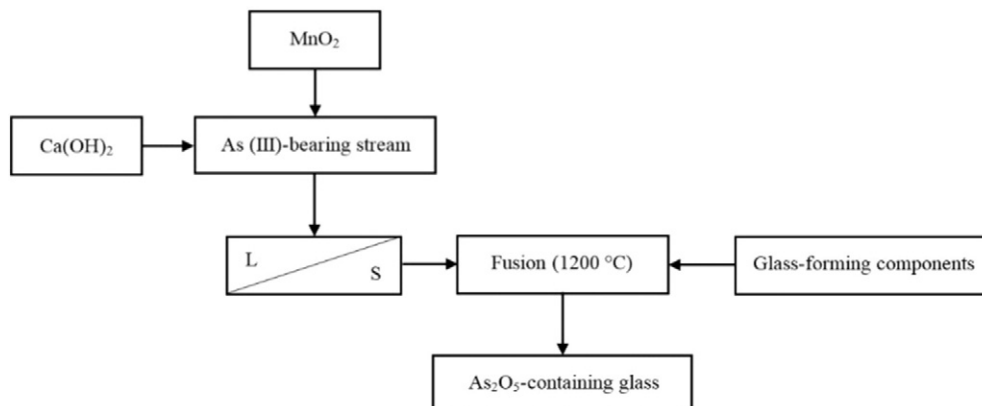 MnO₂
Ca(OH)₂
As (III)-bearing stream
L
S
Fusion (1200 °C)
Glass-forming components
As₂O₅-containing glass